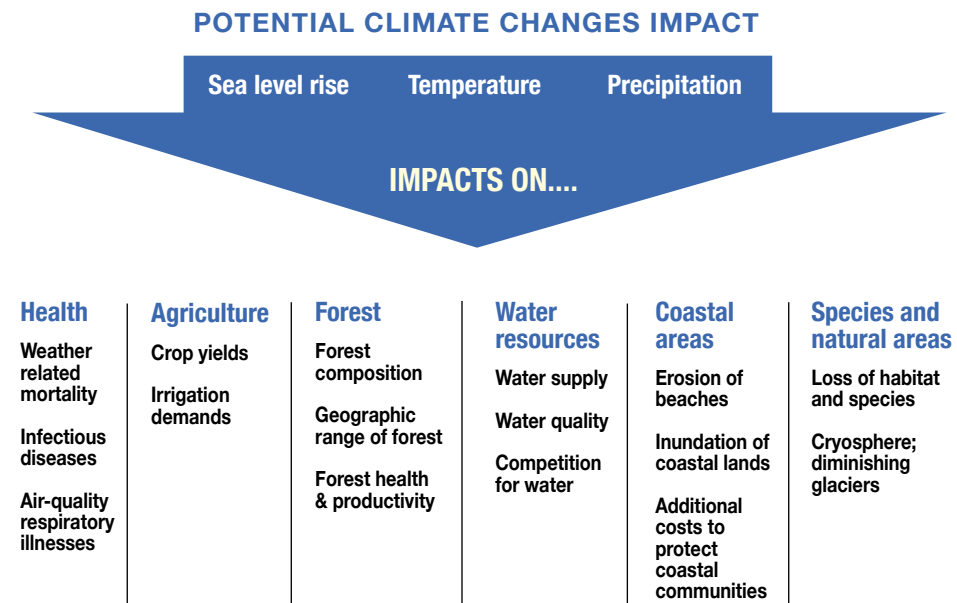 POTENTIAL CLIMATE CHANGES IMPACT
Sea level rise Temperature Precipitation
IMPACTS ON....
Health
Weather
related
mortality
Infectious
diseases
Air-quality
respiratory
illnesses
Agriculture
Crop yields
Irrigation
demands
Forest
Forest
composition
Geographic
range of forest
Forest health
& productivity
Water
resources
Water supply
Water quality
Competition
for water
Coastal
areas
Erosion of
beaches
Inundation of
coastal lands
Additional
costs to
protect
coastal
communities
Species and
natural areas
Loss of habitat
and species
Cryosphere;
diminishing
glaciers